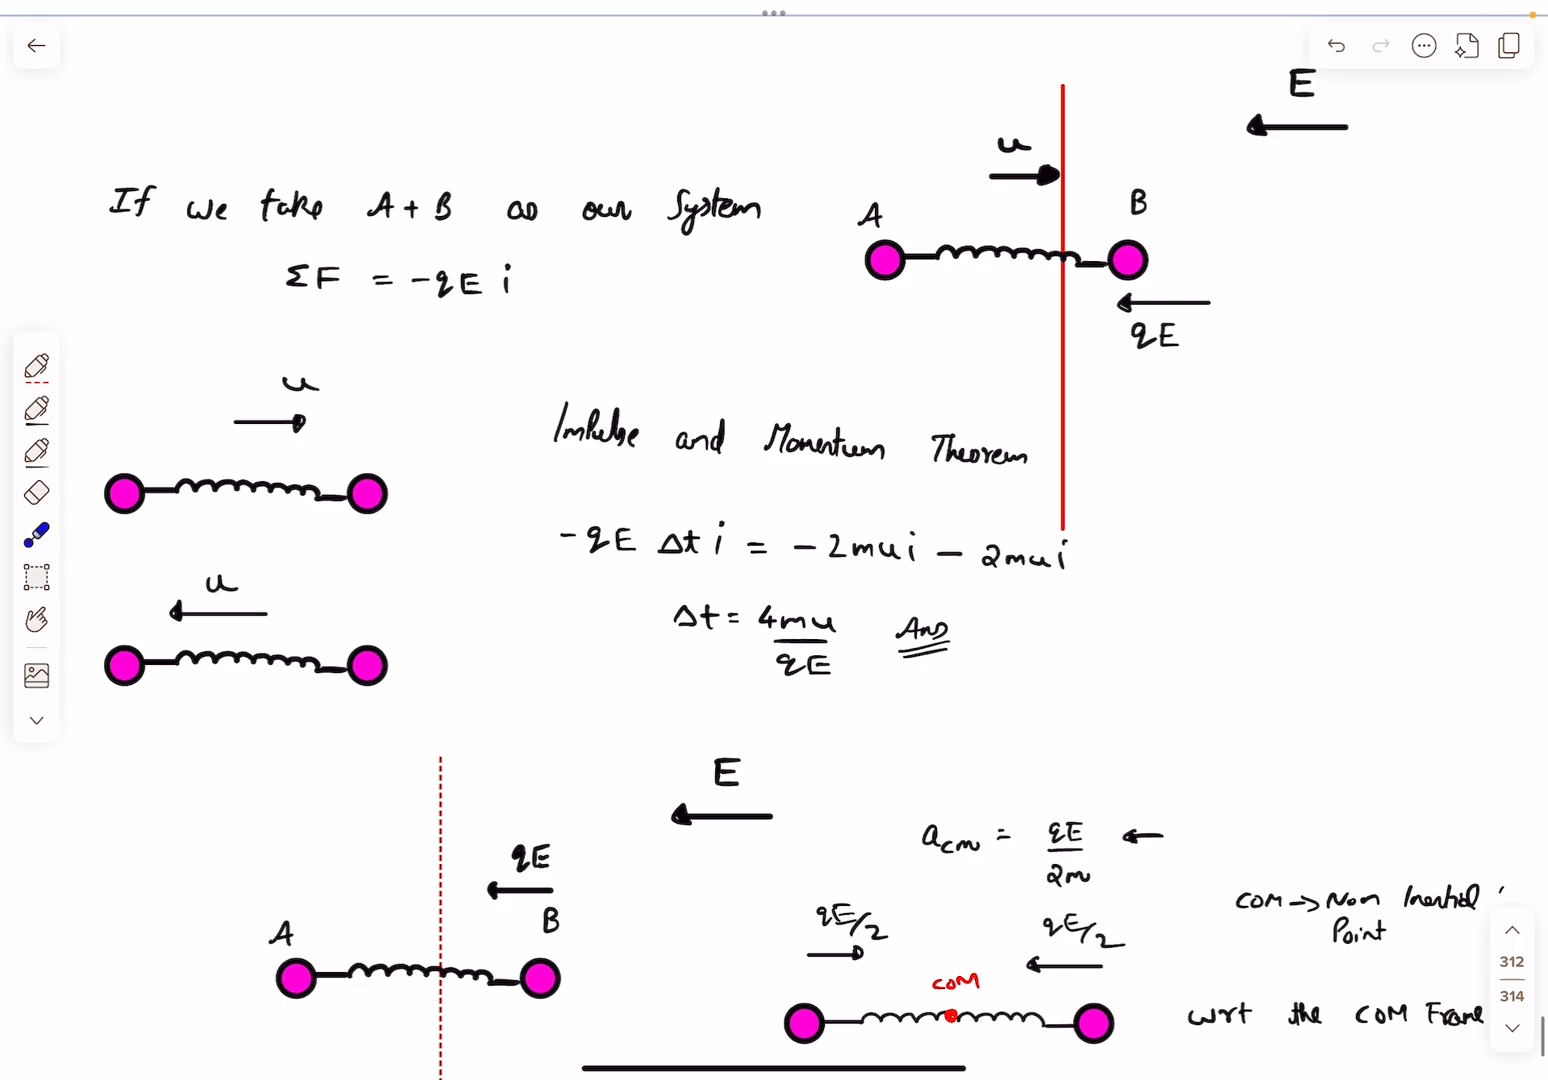 E
u
If we take A + B as our System
A
B
ΣF = -qE i
qE
u
Impulse and Momentum Theorem
-qE Δt i = -2mu i - 2mu i
u
Δt = 4mu/qE Ans
E
a_cm = qE/2m ←
qE
B
A
qE/2
qE/2
COM → Non Inertial
Point
COM
wrt the COM Frame
312
314